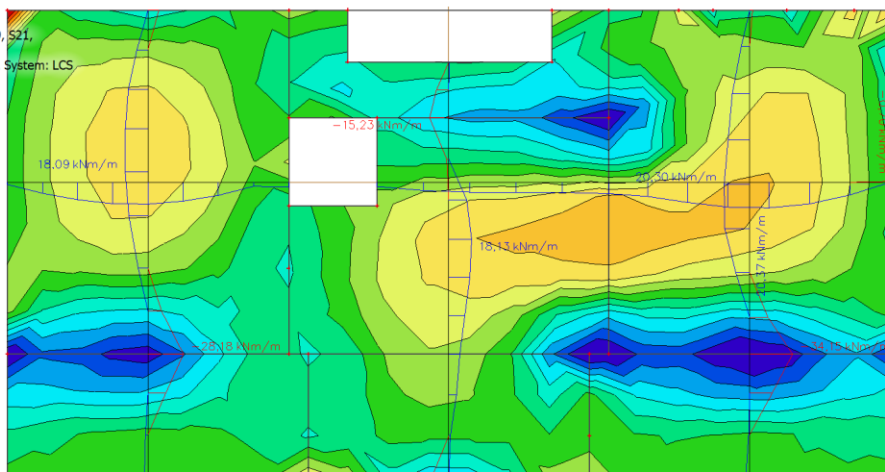 , S21,
System: LCS
-15,23 kNm/m
18,09 kNm/m
20,30 kNm/m
18,13 kNm/m
20,37 kNm/m
-28,18 kNm/m
-34,15 kNm/m